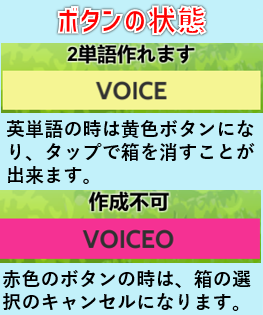 ボタンの状態
2単語作れます
VOICE
英単語の時は黄色ボタンにな
り、タップで箱を消すことが
出来ます。
作成不可
VOICEO
赤色のボタンの時は、箱の選
択のキャンセルになります。